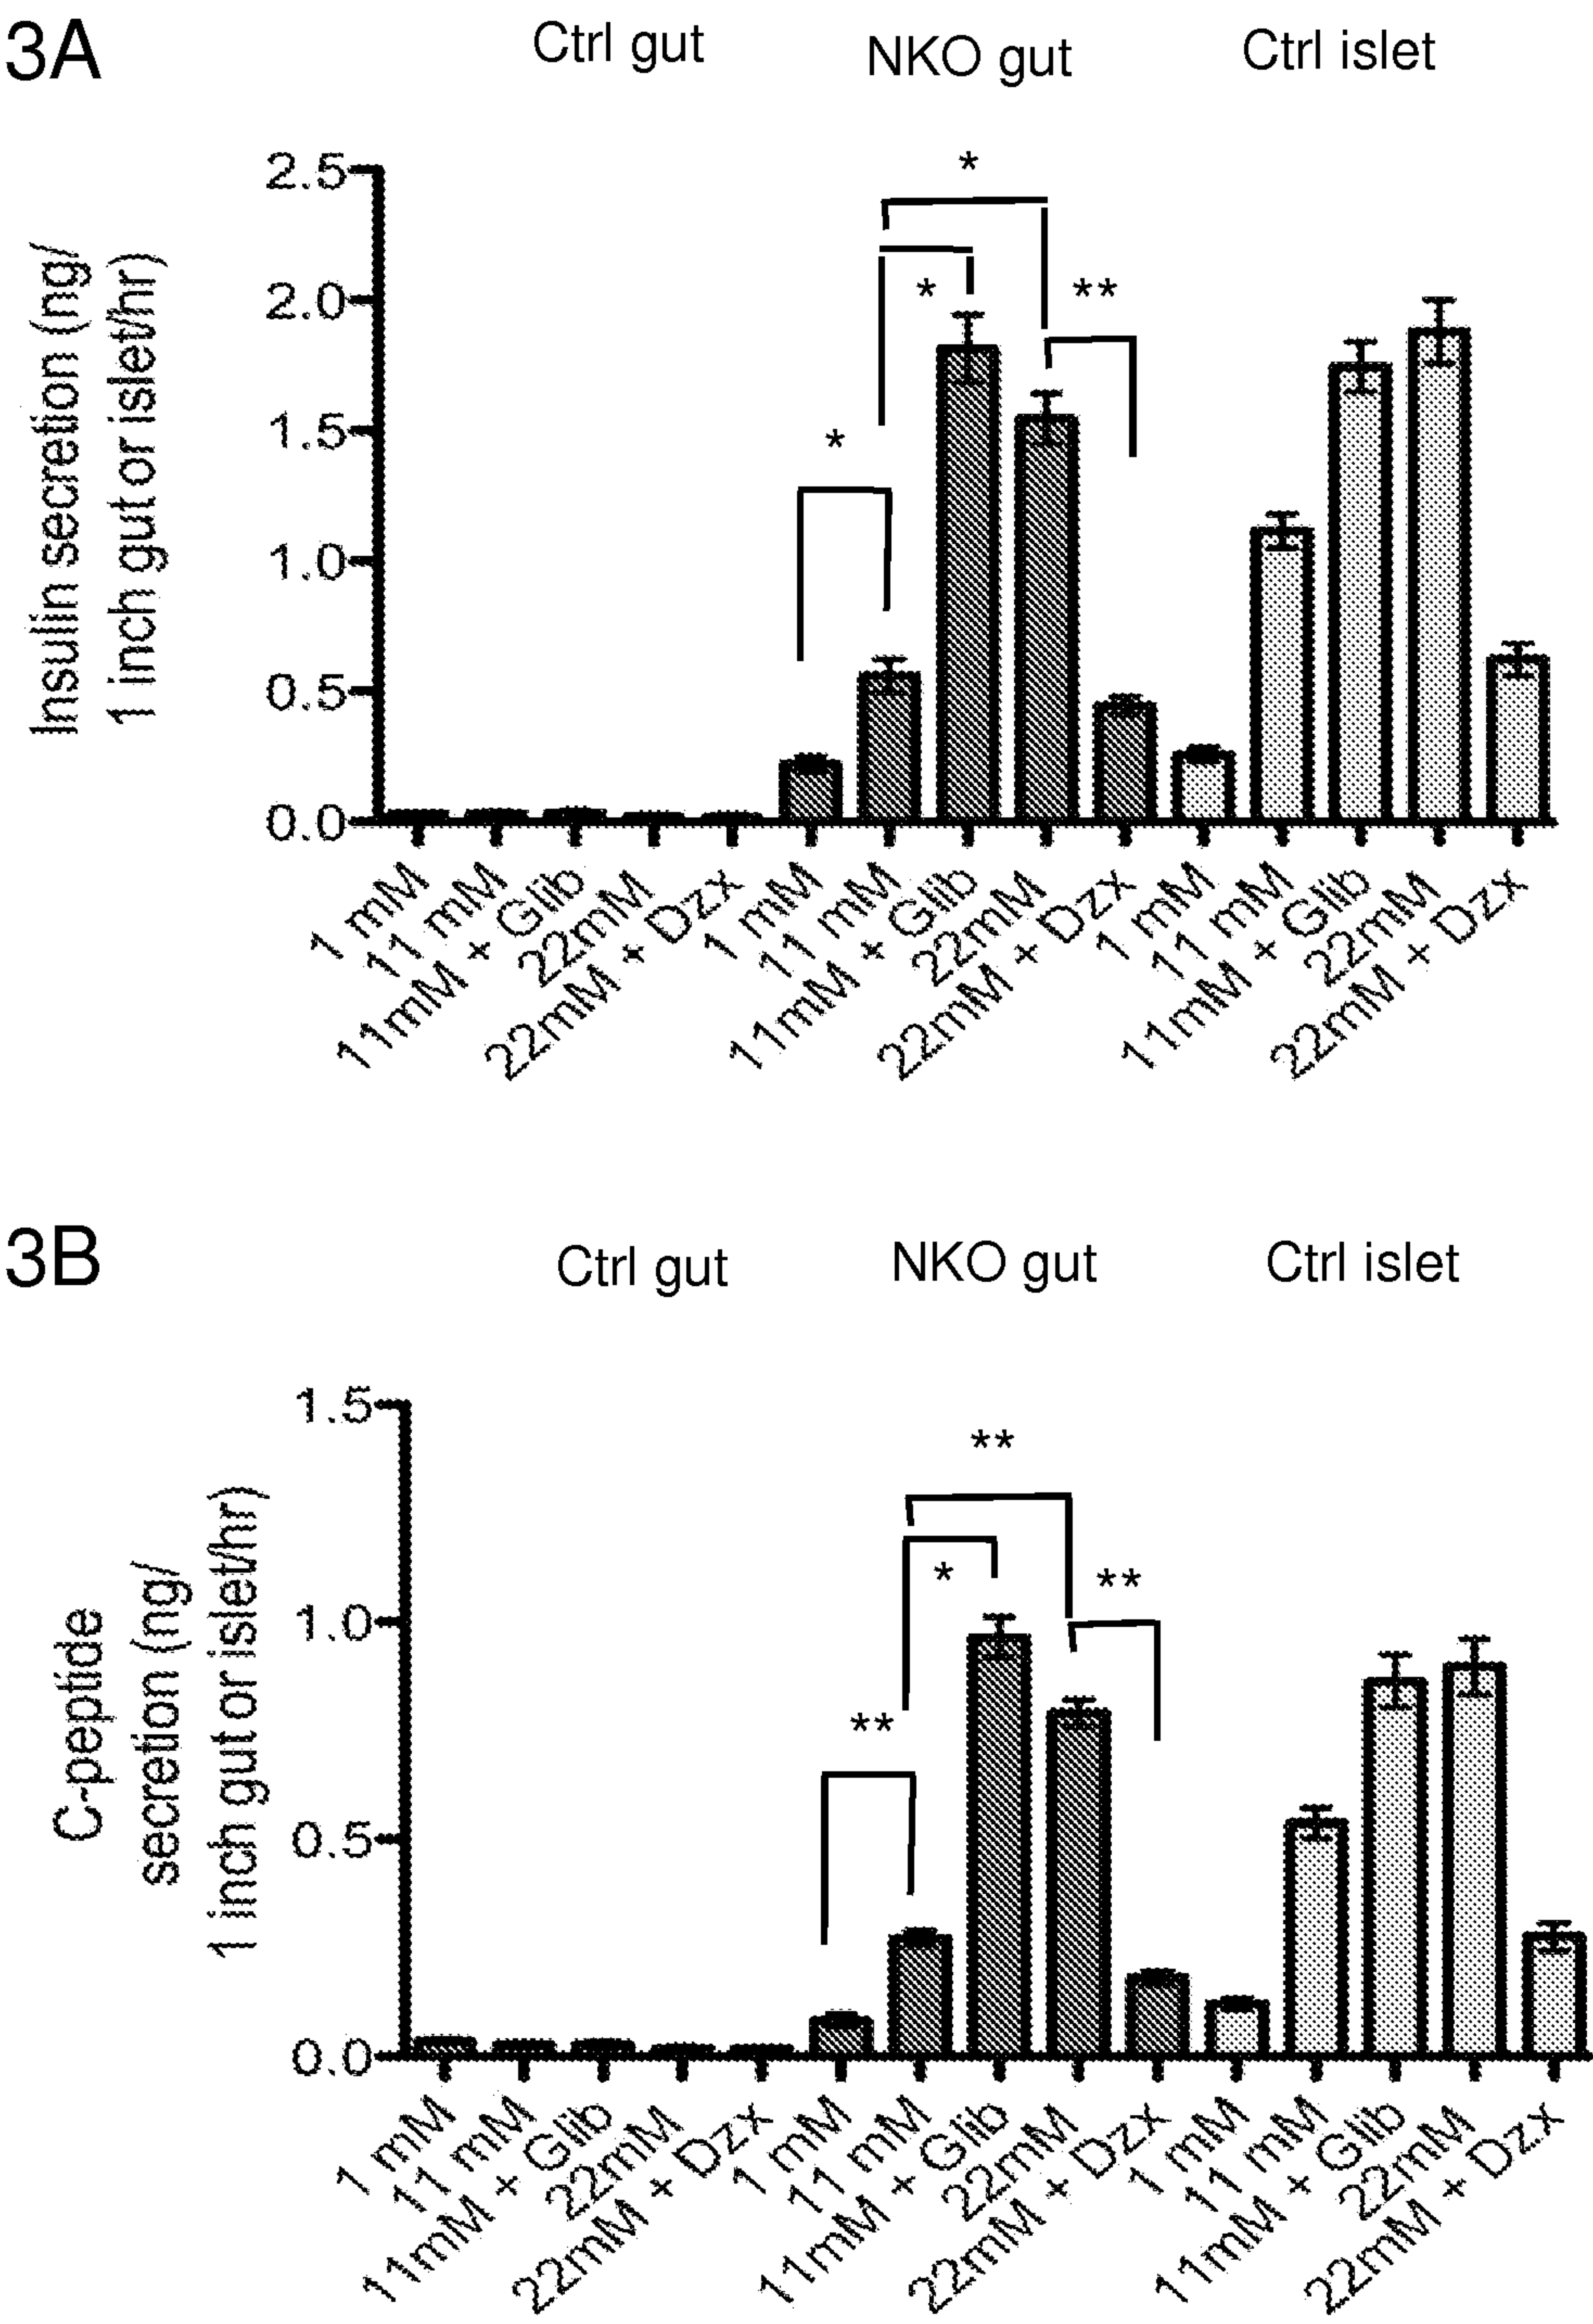 3A
Ctrl gut
NKO gut
Ctrl islet
Insulin secretion (ng/
1 inch gut or islet/hr)
2.5
2.0
1.5
1.0
0.5
0.0
*
*
**
*
1 mM
11 mM
11mM + Glib
22mM
22mM + Dzx
1 mM
11 mM
11mM + Glib
22mM
22mM + Dzx
1 mM
11 mM
11mM + Glib
22mM
22mM + Dzx
3B
Ctrl gut
NKO gut
Ctrl islet
C-peptide
secretion (ng/
1 inch gut or islet/hr)
1.5
1.0
0.5
0.0
**
*
**
**
1 mM
11 mM
11mM + Glib
22mM
22mM + Dzx
1 mM
11 mM
11mM + Glib
22mM
22mM + Dzx
1 mM
11 mM
11mM + Glib
22mM
22mM + Dzx